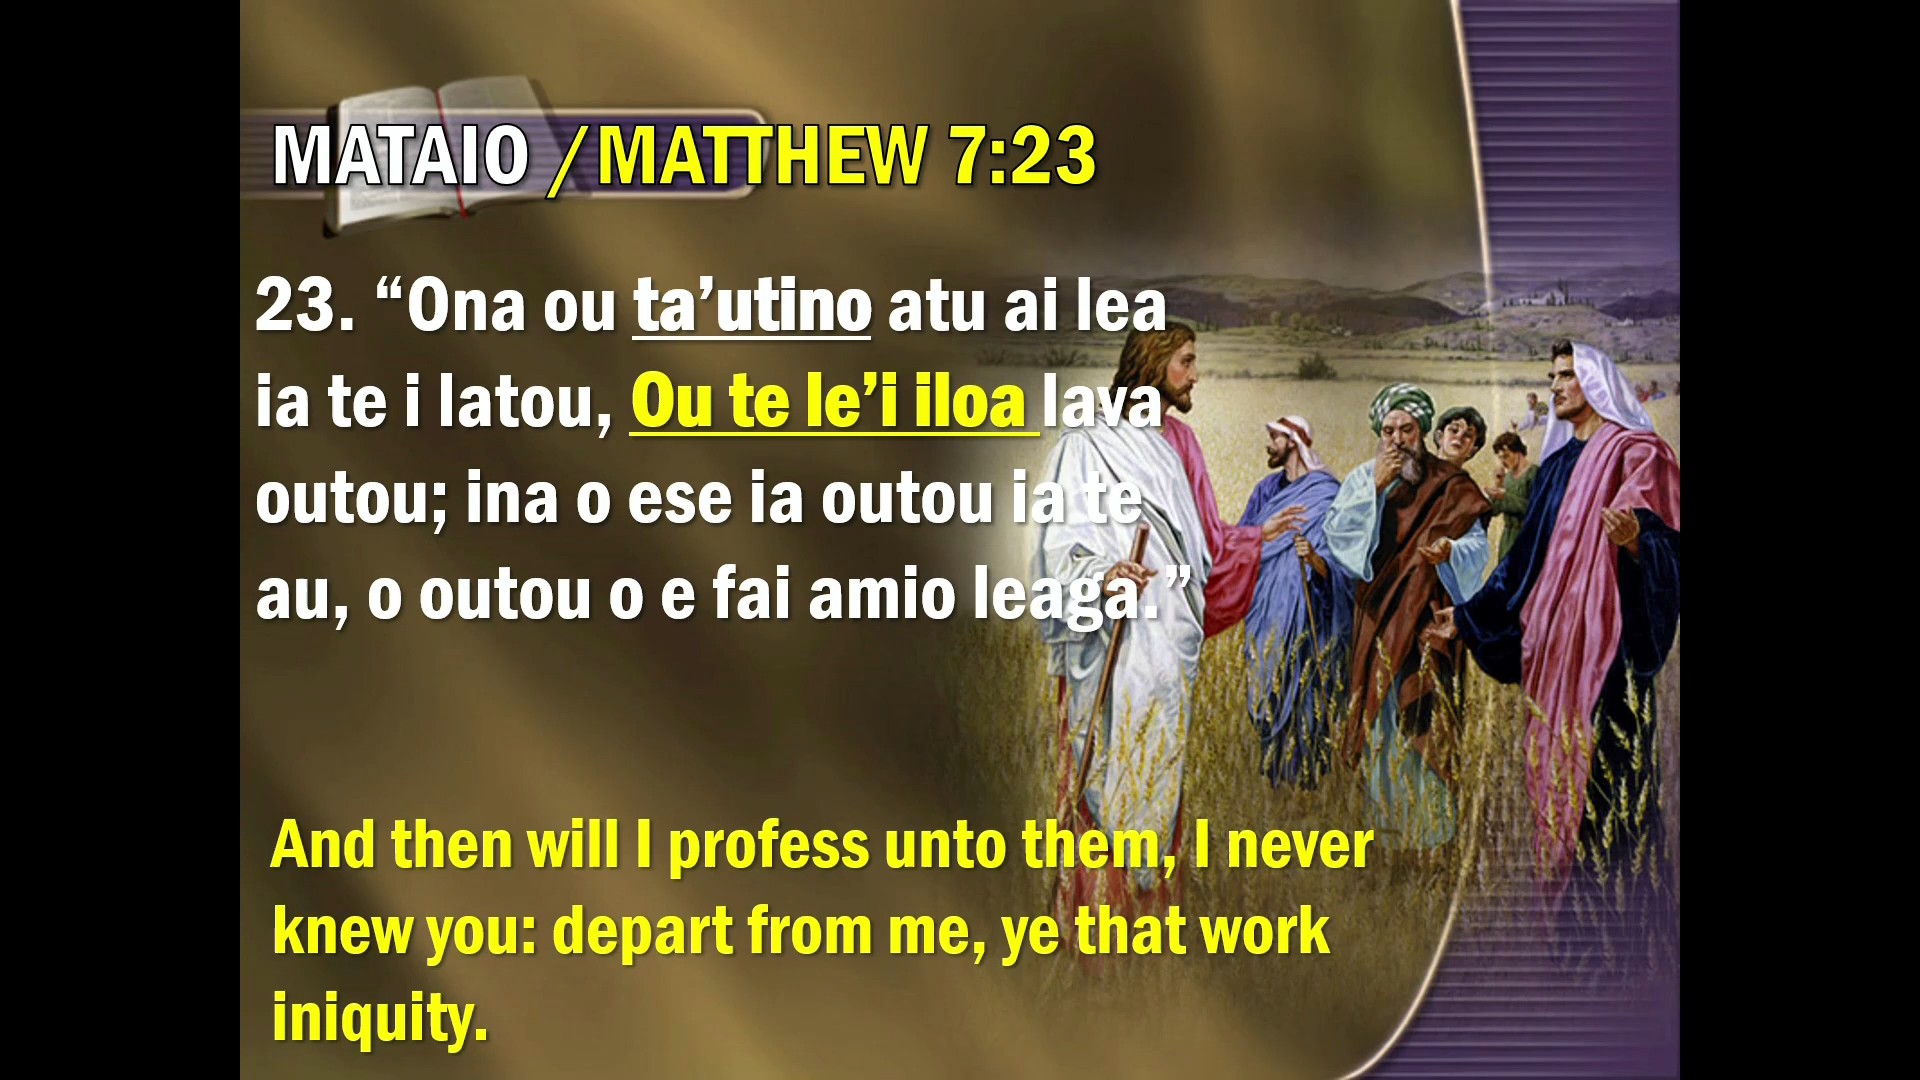 MATAIO /MATTHEW 7:23
23. “Ona ou ta’utino atu ai lea
ia te i latou, Ou te le’i iloa lava
outou; ina o ese ia outou ia te
au, o outou o e fai amio leaga.”
And then will I profess unto them, I never
knew you: depart from me, ye that work
iniquity.